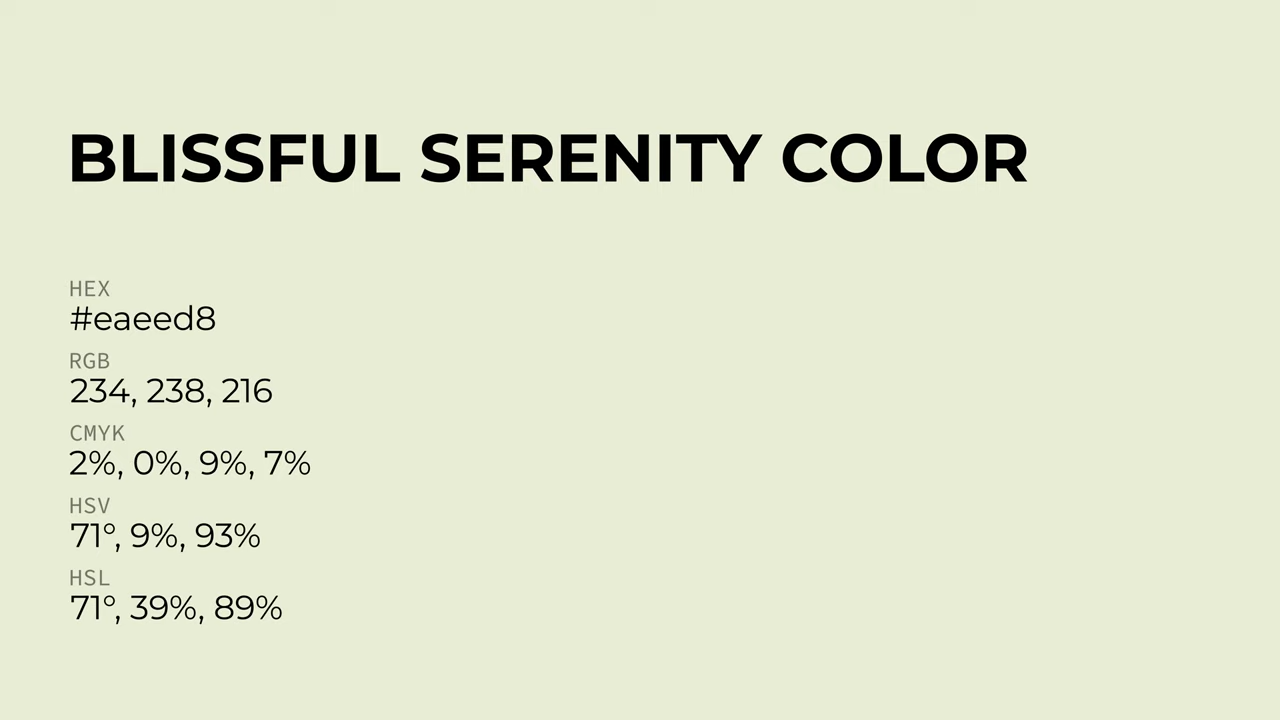 BLISSFUL SERENITY COLOR
HEX
#eaeed8
RGB
234, 238, 216
CMYK
2%, 0%, 9%, 7%
HSV
71°, 9%, 93%
HSL
71°, 39%, 89%